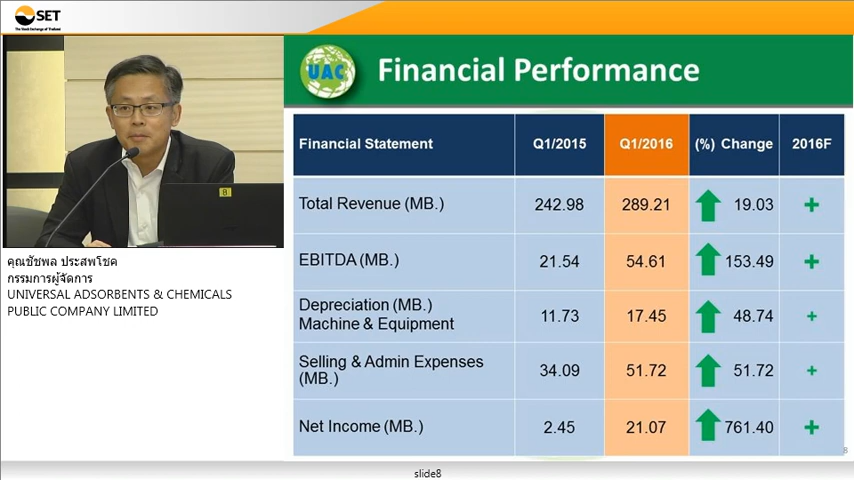 SET
The Stock Exchange of Thailand
UAC
Financial Performance
Financial Statement Q1/2015 Q1/2016 (%) Change 2016F
Total Revenue (MB.) 242.98 289.21 19.03 +
EBITDA (MB.) 21.54 54.61 153.49 +
Depreciation (MB.)
Machine & Equipment 11.73 17.45 48.74 +
Selling & Admin Expenses
(MB.) 34.09 51.72 51.72 +
Net Income (MB.) 2.45 21.07 761.40 +
8
8
คุณชัชพล ประสพโชค
กรรมการผู้จัดการ
UNIVERSAL ADSORBENTS & CHEMICALS
PUBLIC COMPANY LIMITED
slide8